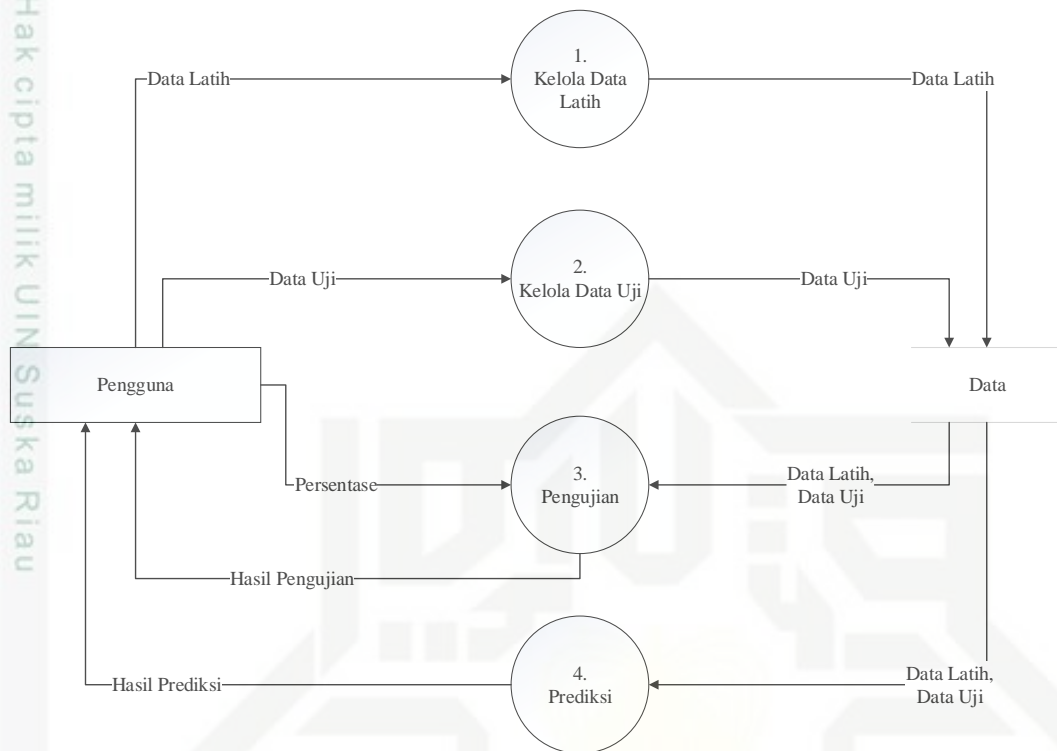 Hak cipta milik UIN Suska Riau
1.
Kelola Data
Latih
Data Latih
Data Latih
2.
Kelola Data Uji
Data Uji
Data Uji
Pengguna
Data
3.
Pengujian
Persentase
Data Latih,
Data Uji
Hasil Pengujian
4.
Prediksi
Hasil Prediksi
Data Latih,
Data Uji